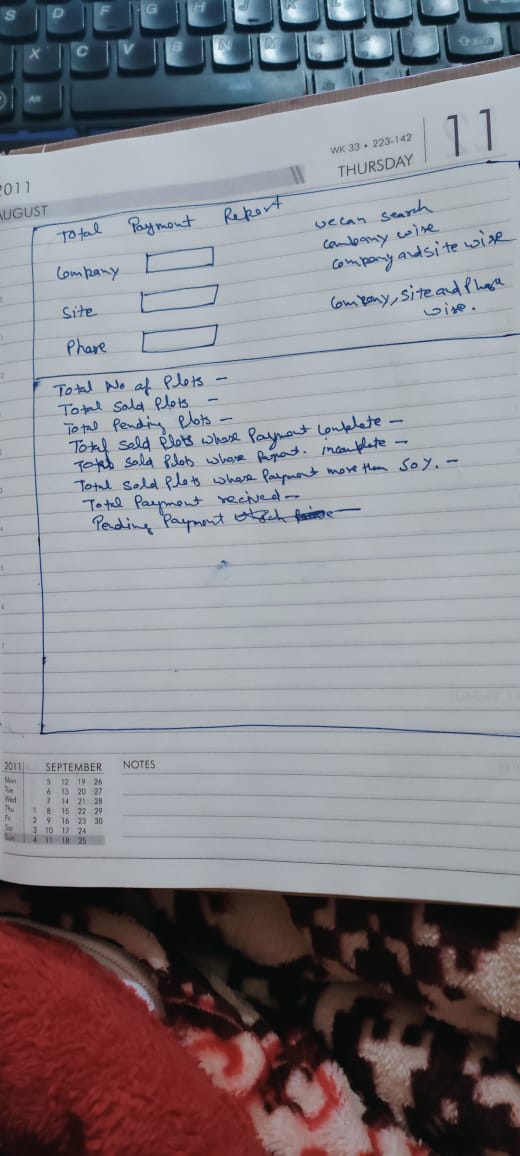 S D F G H J K L
X C V B N M Shift
Alt
2011
AUGUST
WK 33 • 223-142
THURSDAY
11
Total Payment Report
Company
Site
Phase
we can search
company wise
company and site wise
Company, Site and Phase
wise.
Total No of Plots -
Total Sold Plots -
Total Pending Plots -
Total Sold Plots whose Payment Complete -
Total Sold Plots whose Payment. incomplete -
Total Sold Plots whose Payment more than 50%. -
Total Payment recived -
Pending Payment
2011 SEPTEMBER
Mon 5 12 19 26
Tue 6 13 20 27
Wed 7 14 21 28
Thu 1 8 15 22 29
Fri 2 9 16 23 30
Sat 3 10 17 24
Sun 4 11 18 25
NOTES